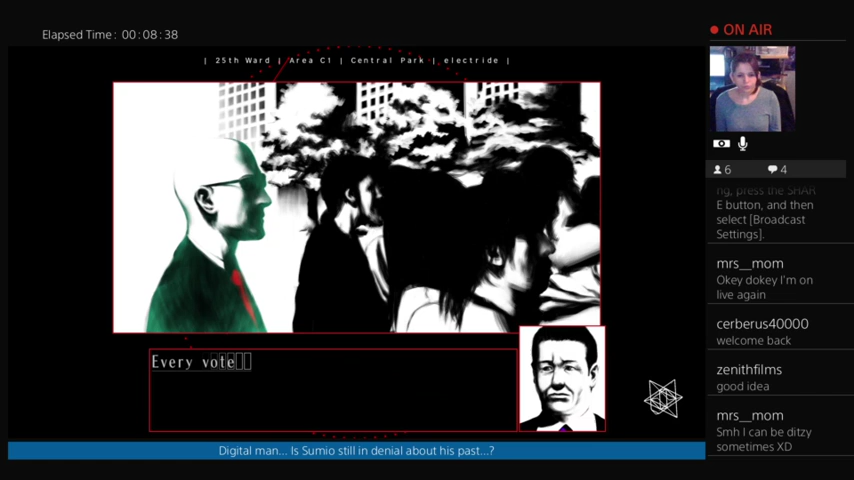 Elapsed Time: 00:08:38
ON AIR
| 25th Ward | Area C1 | Central Park | electride |
6
4
ng, press the SHAR
E button, and then
select [Broadcast
Settings].
mrs__mom
Okey dokey I'm on
live again
cerberus40000
welcome back
zenithfilms
good idea
mrs__mom
Smh I can be ditzy
sometimes XD
Every vote
Digital man... Is Sumio still in denial about his past...?